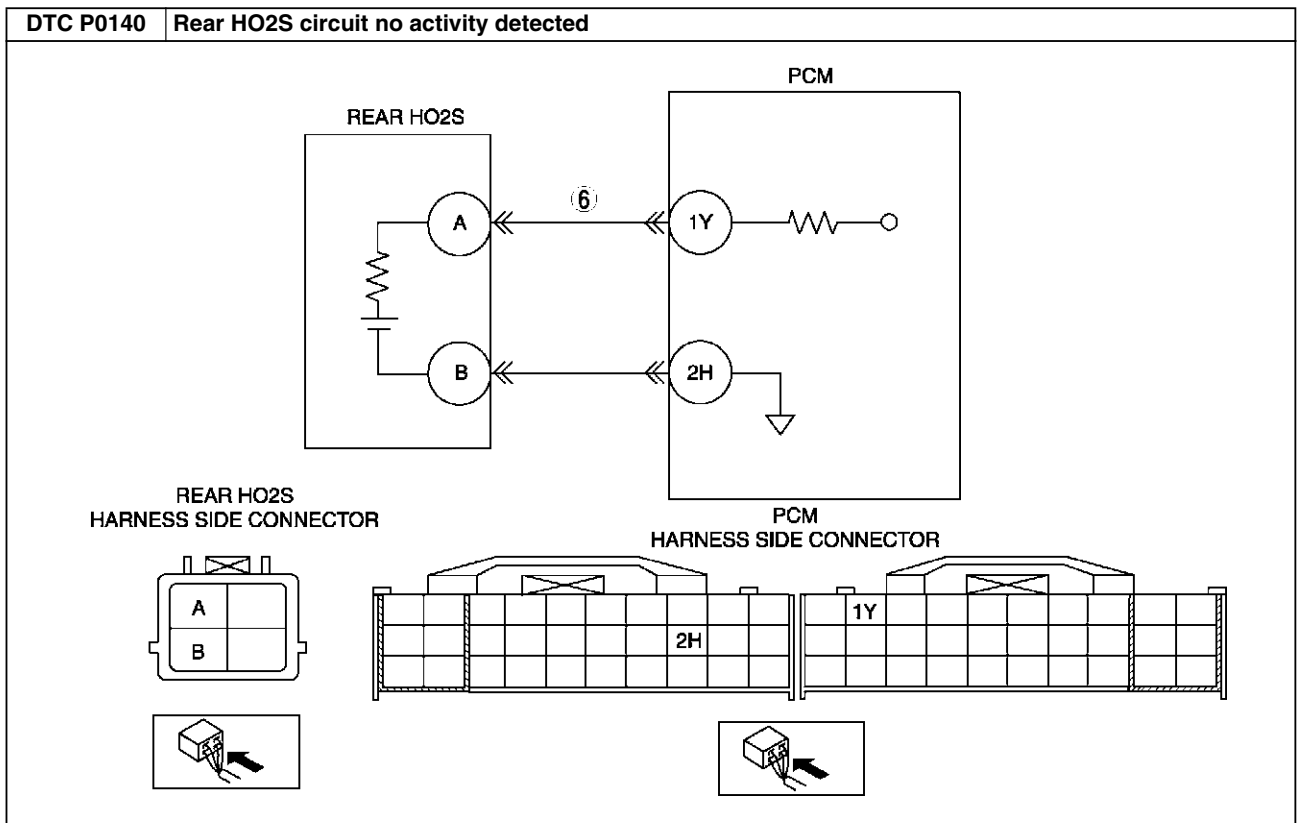 DTC P0140 Rear HO2S circuit no activity detected
PCM
REAR HO2S
A ⑥ 1Y
B 2H
REAR HO2S
HARNESS SIDE CONNECTOR
PCM
HARNESS SIDE CONNECTOR
A
B
2H
1Y